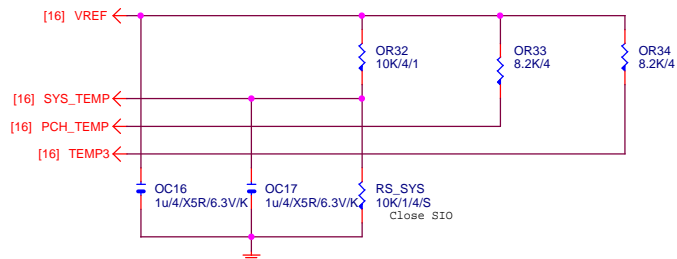 [16] VREF
OR32
10K/4/1
OR33
8.2K/4
OR34
8.2K/4
[16] SYS_TEMP
[16] PCH_TEMP
[16] TEMP3
OC16
1u/4/X5R/6.3V/K
OC17
1u/4/X5R/6.3V/K
RS_SYS
10K/1/4/S
Close SIO